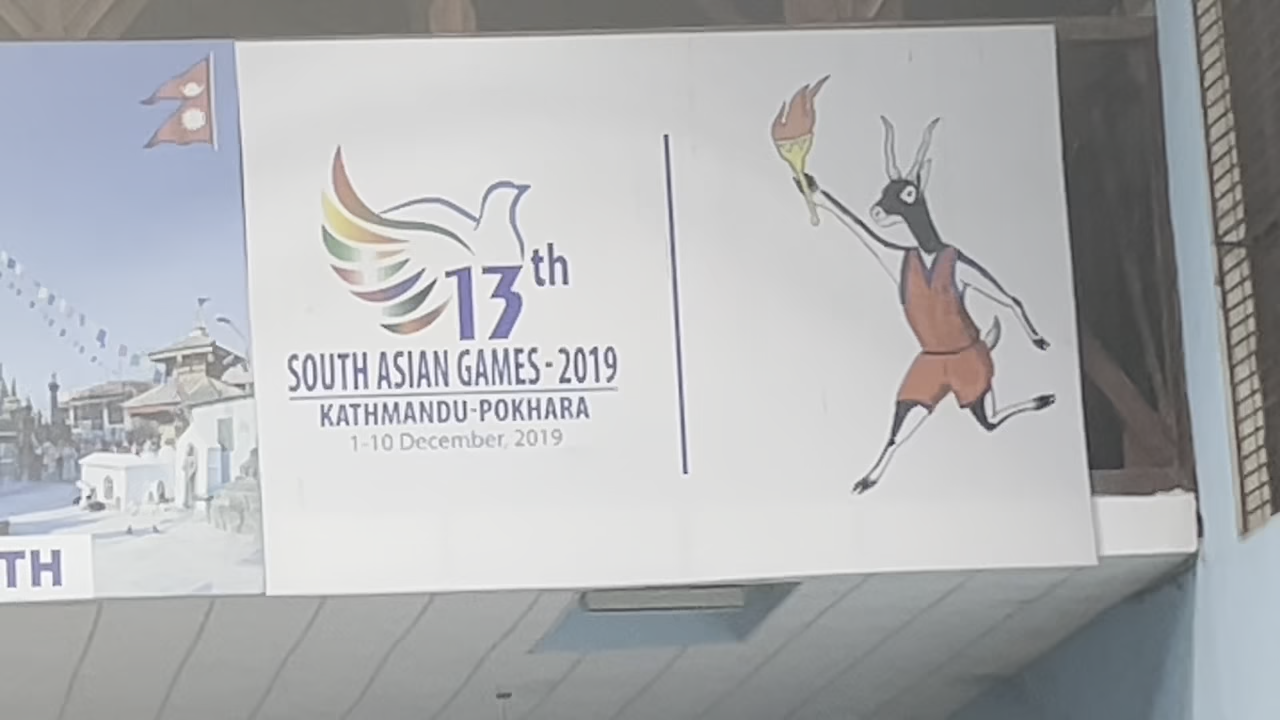 13th
SOUTH ASIAN GAMES - 2019
KATHMANDU-POKHARA
1-10 December, 2019
TH